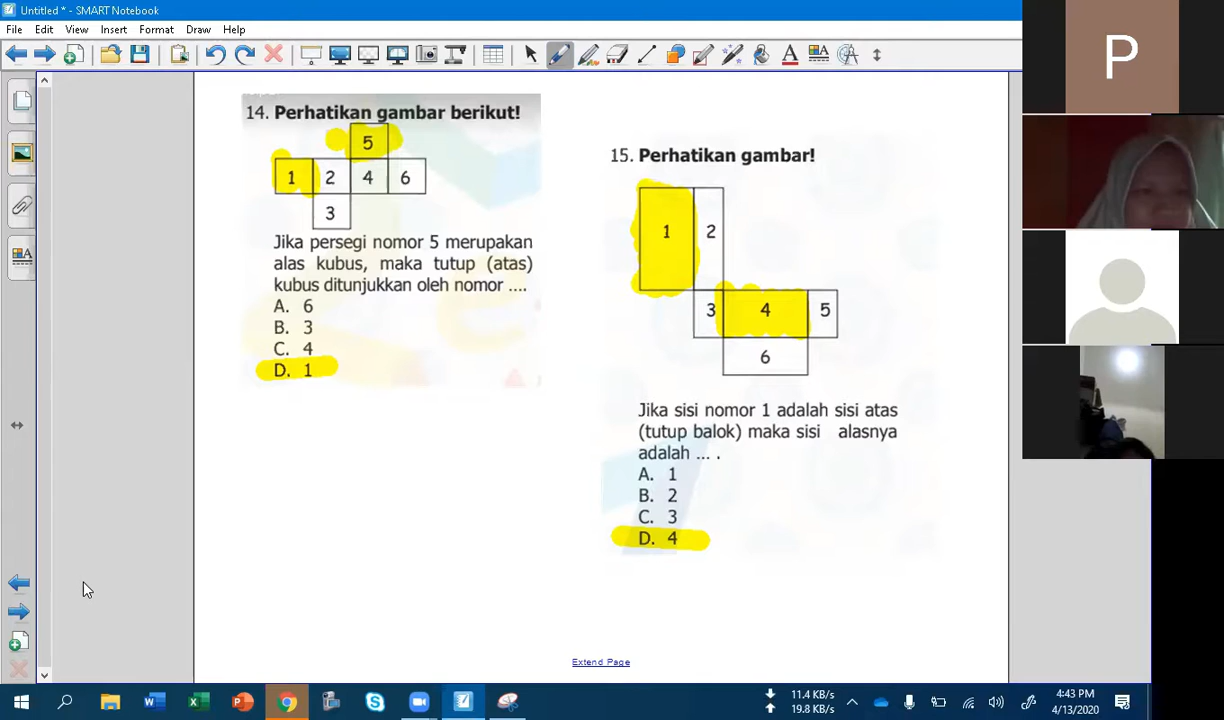 Untitled * - SMART Notebook
File Edit View Insert Format Draw Help
P
14. Perhatikan gambar berikut!
5
1 2 4 6
3
Jika persegi nomor 5 merupakan
alas kubus, maka tutup (atas)
kubus ditunjukkan oleh nomor ....
A. 6
B. 3
C. 4
D. 1
15. Perhatikan gambar!
1 2
3 4 5
6
Jika sisi nomor 1 adalah sisi atas
(tutup balok) maka sisi alasnya
adalah ... .
A. 1
B. 2
C. 3
D. 4
Extend Page
11.4 KB/s
19.8 KB/s
4:43 PM
4/13/2020